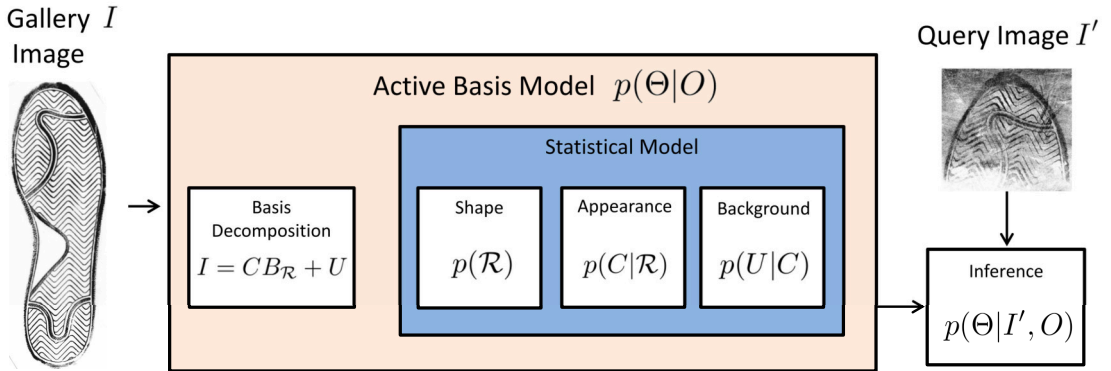 Gallery I
Image
Query Image I′
Active Basis Model p(Θ|O)
Statistical Model
Basis
Decomposition
I = CB_ℛ + U
Shape
p(ℛ)
Appearance
p(C|ℛ)
Background
p(U|C)
Inference
p(Θ|I′, O)